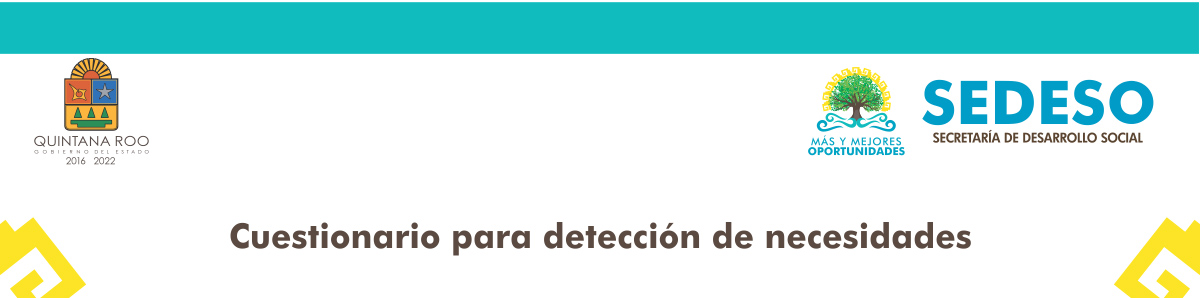 QUINTANA ROO
GOBIERNO DEL ESTADO
2016 2022
MÁS Y MEJORES
OPORTUNIDADES
SEDESO
SECRETARÍA DE DESARROLLO SOCIAL
Cuestionario para detección de necesidades